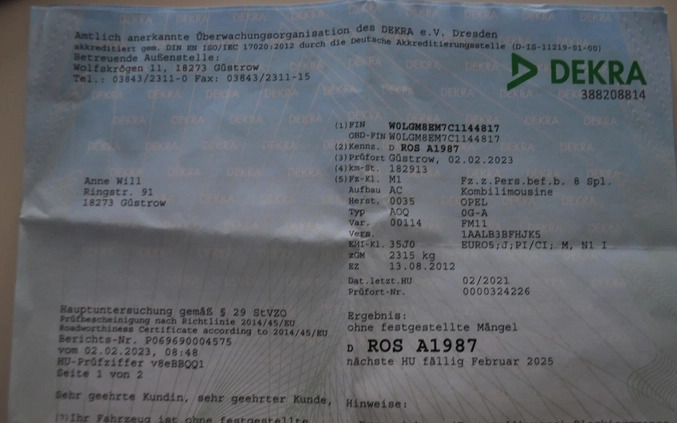 Amtlich anerkannte Überwachungsorganisation des DEKRA e.V. Dresden
akkreditiert gem. DIN EN ISO/IEC 17020:2012 durch die Deutsche Akkreditierungsstelle (D-IS-11219-01-00)
Betreuende Außenstelle:
Wolfskrögen 11, 18273 Güstrow
Tel.: 03843/2311-0 Fax: 03843/2311-15
DEKRA
388208814
(1) FIN W0LGM8EM7C1144817
OBD-FIN W0LGM8EM7C1144817
(2) Kennz. D ROS A1987
(3) Prüfort Güstrow, 02.02.2023
(4) km-St. 182913
(5) Fz-Kl. M1 Fz.z.Pers.bef.b. 8 Spl.
Aufbau AC Kombilimousine
Herst. 0035 OPEL
Typ AOQ 0G-A
Var. 00114 FM11
Vers. 1AALB3BFHJK5
EMI-Kl. 35J0 EURO5;J;PI/CI; M, N1 I
zGM 2315 kg
EZ 13.08.2012
Dat.letzt.HU 02/2021
Prüfort-Nr. 0000324226
Anne Will
Ringstr. 91
18273 Güstrow
Hauptuntersuchung gemäß § 29 StVZO
Prüfbescheinigung nach Richtlinie 2014/45/EU
Roadworthiness Certificate according to 2014/45/EU
Berichts-Nr. P069690004575
vom 02.02.2023, 08:48
HU-Prüfziffer v8eBBQQ1
Seite 1 von 2
Ergebnis:
ohne festgestellte Mängel
D ROS A1987
nächste HU fällig Februar 2025
Sehr geehrte Kundin, sehr geehrter Kunde,
Hinweise:
Ihr Fahrzeug ist ohne festgestellte